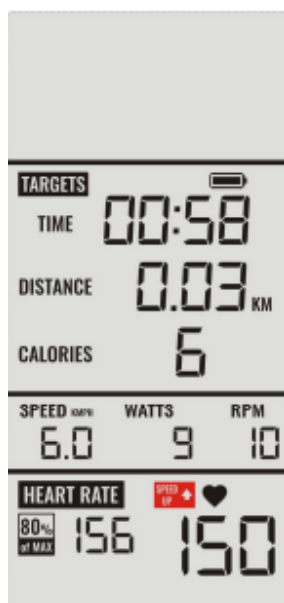 TARGETS
TIME 00:58
DISTANCE 0.03 KM
CALORIES 6
SPEED KMPH WATTS RPM
6.0 9 10
HEART RATE SPEED UP
80% of MAX 156 150